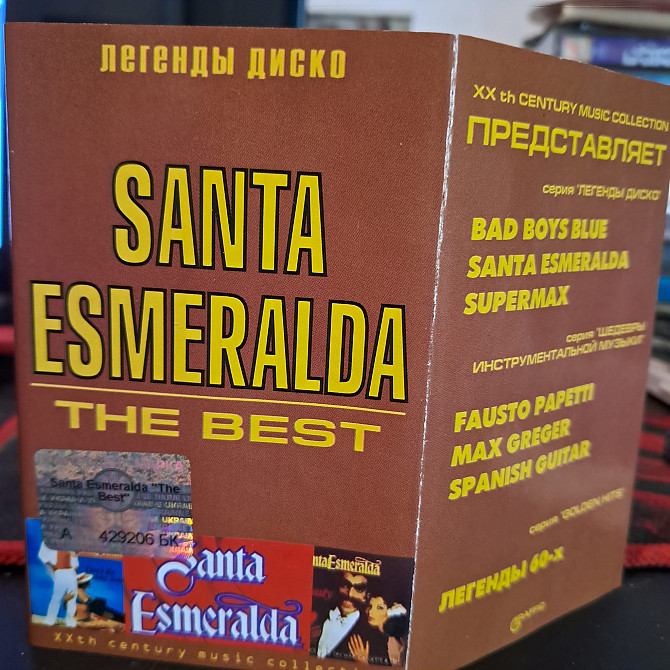 легенды диско
SANTA
ESMERALDA
THE BEST
Santa Esmeralda "The
Best"
UKRAIN
А 429206 БК
Santa
Esmeralda
Santa Esmeralda
XXth century music collect
XX th CENTURY MUSIC COLLECTION
ПРЕДСТАВЛЯЕТ
серия "ЛЕГЕНДЫ ДИСКО"
BAD BOYS BLUE
SANTA ESMERALDA
SUPERMAX
серия "ШЕДЕВРЫ
ИНСТРУМЕНТАЛЬНОЙ МУЗЫКИ"
FAUSTO PAPETTI
MAX GREGER
SPANISH GUITAR
серия "GOLDEN HITS"
ЛЕГЕНДЫ 60-х